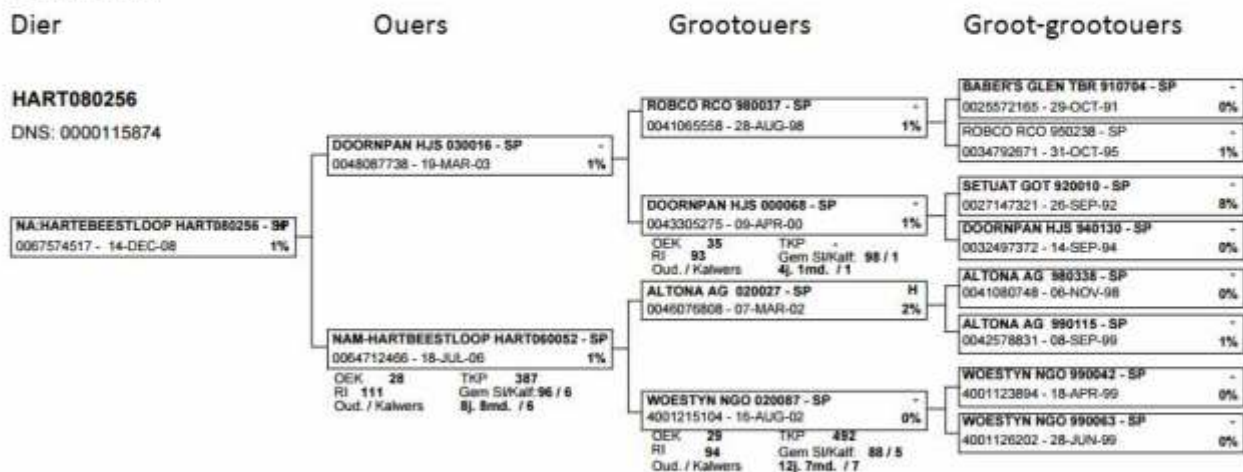 Dier Ouers Grootouers Groot-grootouers
HART080256
DNS: 0000115874
NA:HARTEBEESTLOOP HART080256 - SP
0067574517 - 14-DEC-08 1%
DOORNPAN HJS 030016 - SP -
0048087738 - 19-MAR-03 1%
NAM-HARTBEESTLOOP HART060052 - SP
0064712466 - 18-JUL-06 1%
OEK 28 TKP 387
RI 111 Gem SI/Kalf: 96 / 6
Oud. / Kalwers 8j. 8md. / 6
ROBCO RCO 980037 - SP -
0041065558 - 28-AUG-98 1%
DOORNPAN HJS 000068 - SP -
0043305275 - 09-APR-00 1%
OEK 35 TKP -
RI 93 Gem SI/Kalf: 98 / 1
Oud. / Kalwers 4j. 1md. / 1
ALTONA AG 020027 - SP H
0046076808 - 07-MAR-02 2%
WOESTYN NGO 020087 - SP -
4001215104 - 16-AUG-02 0%
OEK 29 TKP 492
RI 94 Gem SI/Kalf: 88 / 5
Oud. / Kalwers 12j. 7md. / 7
BABER'S GLEN TBR 910704 - SP -
0025572165 - 29-OCT-91 0%
ROBCO RCO 950238 - SP -
0034792671 - 31-OCT-95 1%
SETUAT GOT 920010 - SP -
0027147321 - 26-SEP-92 8%
DOORNPAN HJS 940130 - SP -
0032497372 - 14-SEP-94 0%
ALTONA AG 980338 - SP -
0041080748 - 06-NOV-98 0%
ALTONA AG 990115 - SP -
0042578831 - 08-SEP-99 1%
WOESTYN NGO 990042 - SP -
4001123894 - 18-APR-99 0%
WOESTYN NGO 990063 - SP -
4001126202 - 28-JUN-99 0%